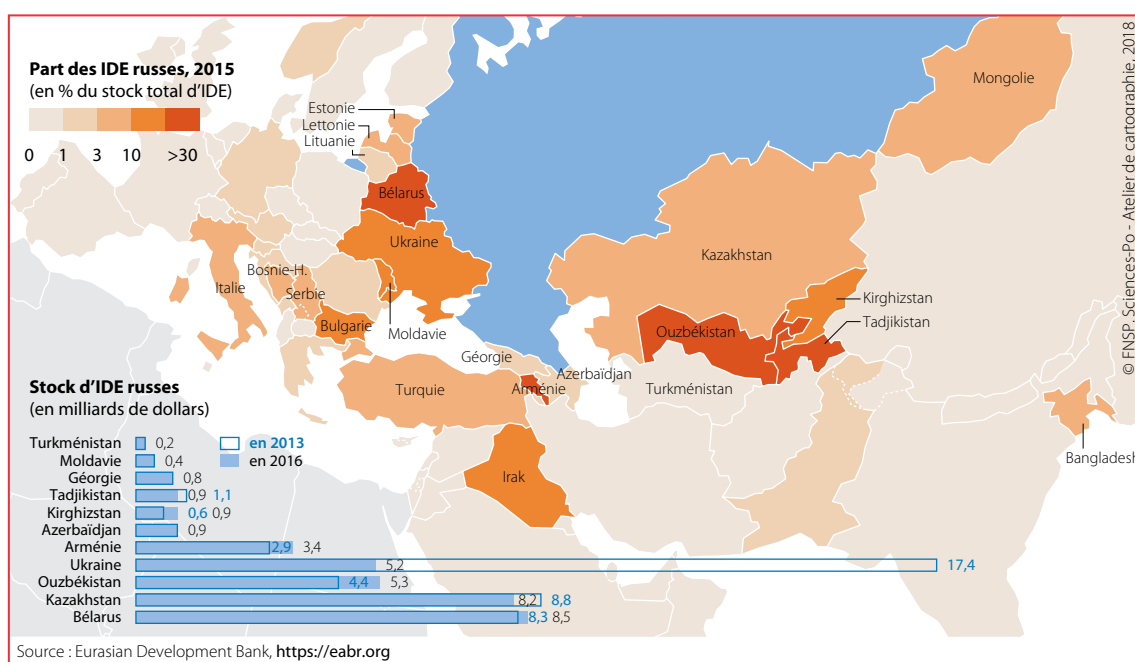 Part des IDE russes, 2015
(en % du stock total d’IDE)
0 1 3 10 >30
Estonie
Lettonie
Lituanie
Bélarus
Ukraine
Moldavie
Bosnie-H.
Serbie
Italie
Bulgarie
Turquie
Géorgie
Arménie
Azerbaïdjan
Irak
Mongolie
Kazakhstan
Kirghizstan
Tadjikistan
Ouzbékistan
Turkménistan
Bangladesh
© FNSP. Sciences-Po - Atelier de cartographie, 2018
Stock d’IDE russes
(en milliards de dollars)
en 2013
en 2016
Turkménistan 0,2
Moldavie 0,4
Géorgie 0,8
Tadjikistan 0,9 1,1
Kirghizstan 0,6 0,9
Azerbaïdjan 0,9
Arménie 2,9 3,4
Ukraine 5,2 17,4
Ouzbékistan 4,4 5,3
Kazakhstan 8,2 8,8
Bélarus 8,3 8,5
Source : Eurasian Development Bank, https://eabr.org